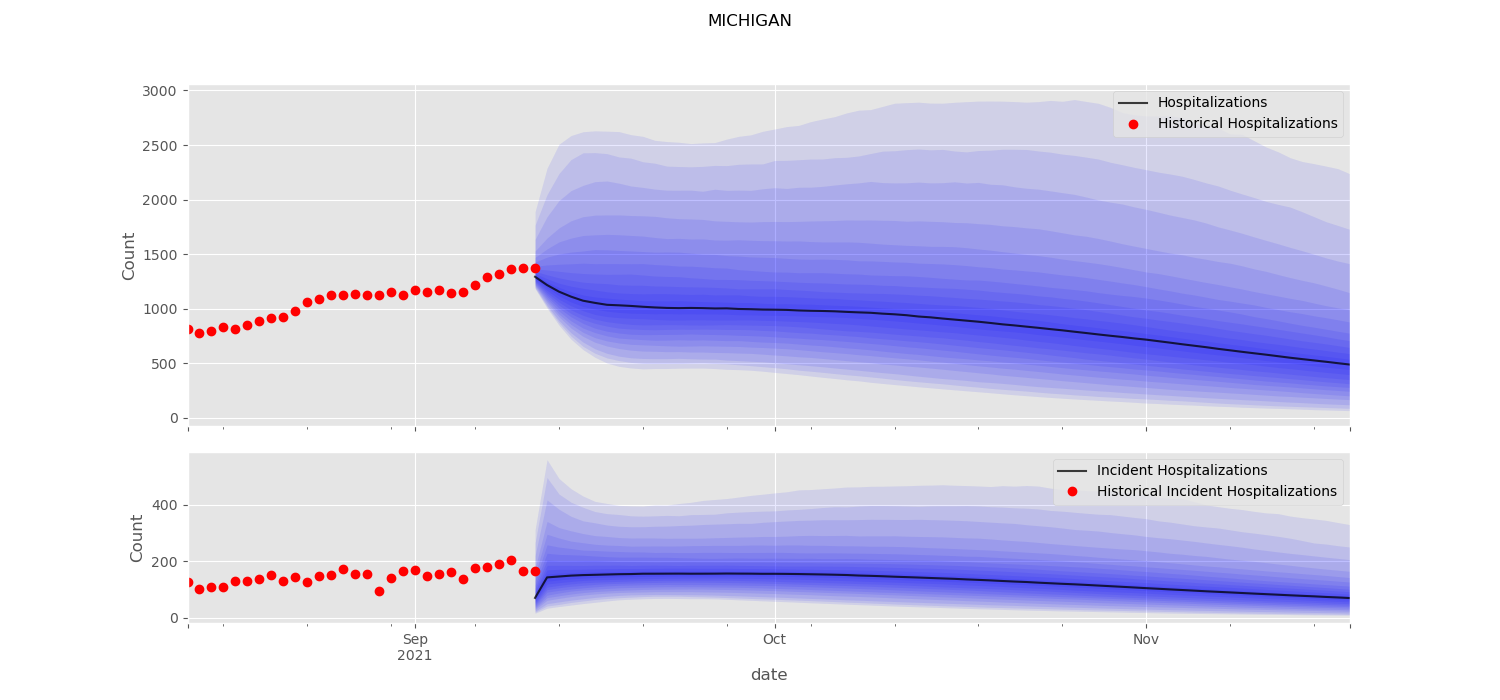 MICHIGAN
3000
2500
2000
1500
1000
500
0
Count
Hospitalizations
Historical Hospitalizations
400
200
0
Count
Incident Hospitalizations
Historical Incident Hospitalizations
Sep
2021
Oct
Nov
date